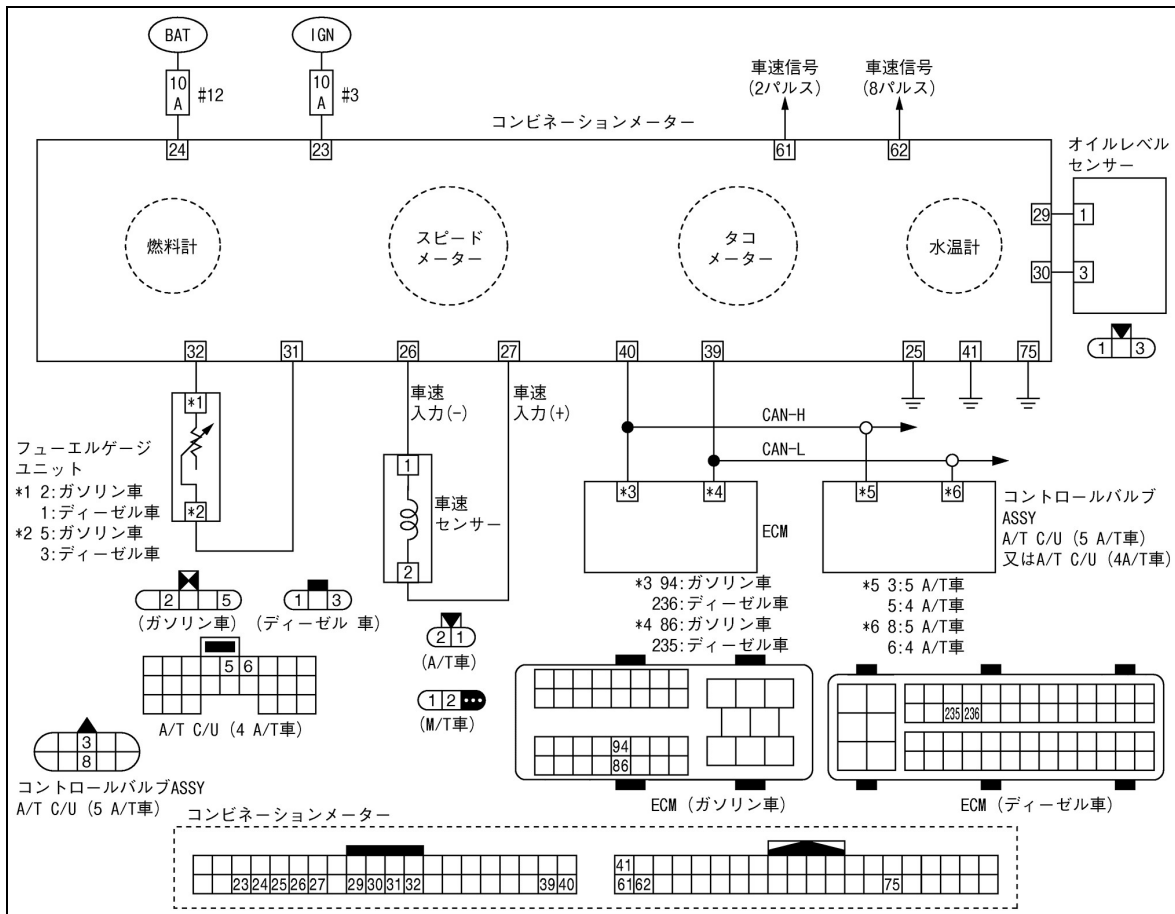 BAT
IGN
10
A
#12
10
A
#3
車速信号
(2パルス)
車速信号
(8パルス)
コンビネーションメーター
24
23
61
62
オイルレベル
センサー
燃料計
スピード
メーター
タコ
メーター
水温計
29
1
30
3
1 3
32
31
26
27
40
39
25
41
75
車速
入力(-)
車速
入力(+)
CAN-H
CAN-L
*1
*2
フューエルゲージ
ユニット
*1 2:ガソリン車
1:ディーゼル車
*2 5:ガソリン車
3:ディーゼル車
1
2
車速
センサー
*3
*4
ECM
*5
*6
コントロールバルブ
ASSY
A/T C/U (5 A/T車)
又はA/T C/U (4A/T車)
*3 94:ガソリン車
236:ディーゼル車
*4 86:ガソリン車
235:ディーゼル車
*5 3:5 A/T車
5:4 A/T車
*6 8:5 A/T車
6:4 A/T車
2 5
(ガソリン車)
1 3
(ディーゼル 車)
2 1
(A/T車)
1 2
(M/T車)
5 6
A/T C/U (4 A/T車)
3
8
コントロールバルブASSY
A/T C/U (5 A/T車)
94
86
ECM (ガソリン車)
235 236
ECM (ディーゼル車)
コンビネーションメーター
23 24 25 26 27 29 30 31 32 39 40
41
61 62 75